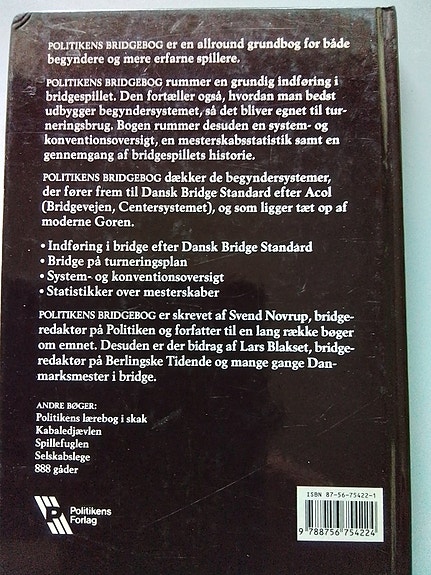 POLITIKENS BRIDGEBOG er en allround grundbog for både
begyndere og mere erfarne spillere.
POLITIKENS BRIDGEBOG rummer en grundig indføring i
bridgespillet. Den fortæller også, hvordan man bedst
udbygger begyndersystemet, så det bliver egnet til tur-
neringsbrug. Bogen rummer desuden en system- og
konventionsoversigt, en mesterskabsstatistik samt en
gennemgang af bridgespillets historie.
POLITIKENS BRIDGEBOG dækker de begyndersystemer,
der fører frem til Dansk Bridge Standard efter Acol
(Bridgevejen, Centersystemet), og som ligger tæt op af
moderne Goren.
• Indføring i bridge efter Dansk Bridge Standard
• Bridge på turneringsplan
• System- og konventionsoversigt
• Statistikker over mesterskaber
POLITIKENS BRIDGEBOG er skrevet af Svend Novrup, bridge-
redaktør på Politiken og forfatter til en lang række bøger
om emnet. Desuden er der bidrag af Lars Blakset, bridge-
redaktør på Berlingske Tidende og mange gange Dan-
marksmester i bridge.
ANDRE BØGER:
Politikens lærebog i skak
Kabaledjævlen
Spillefuglen
Selskabslege
888 gåder
P
Politikens
Forlag
ISBN 87-56-75422-1
9 788756 754224